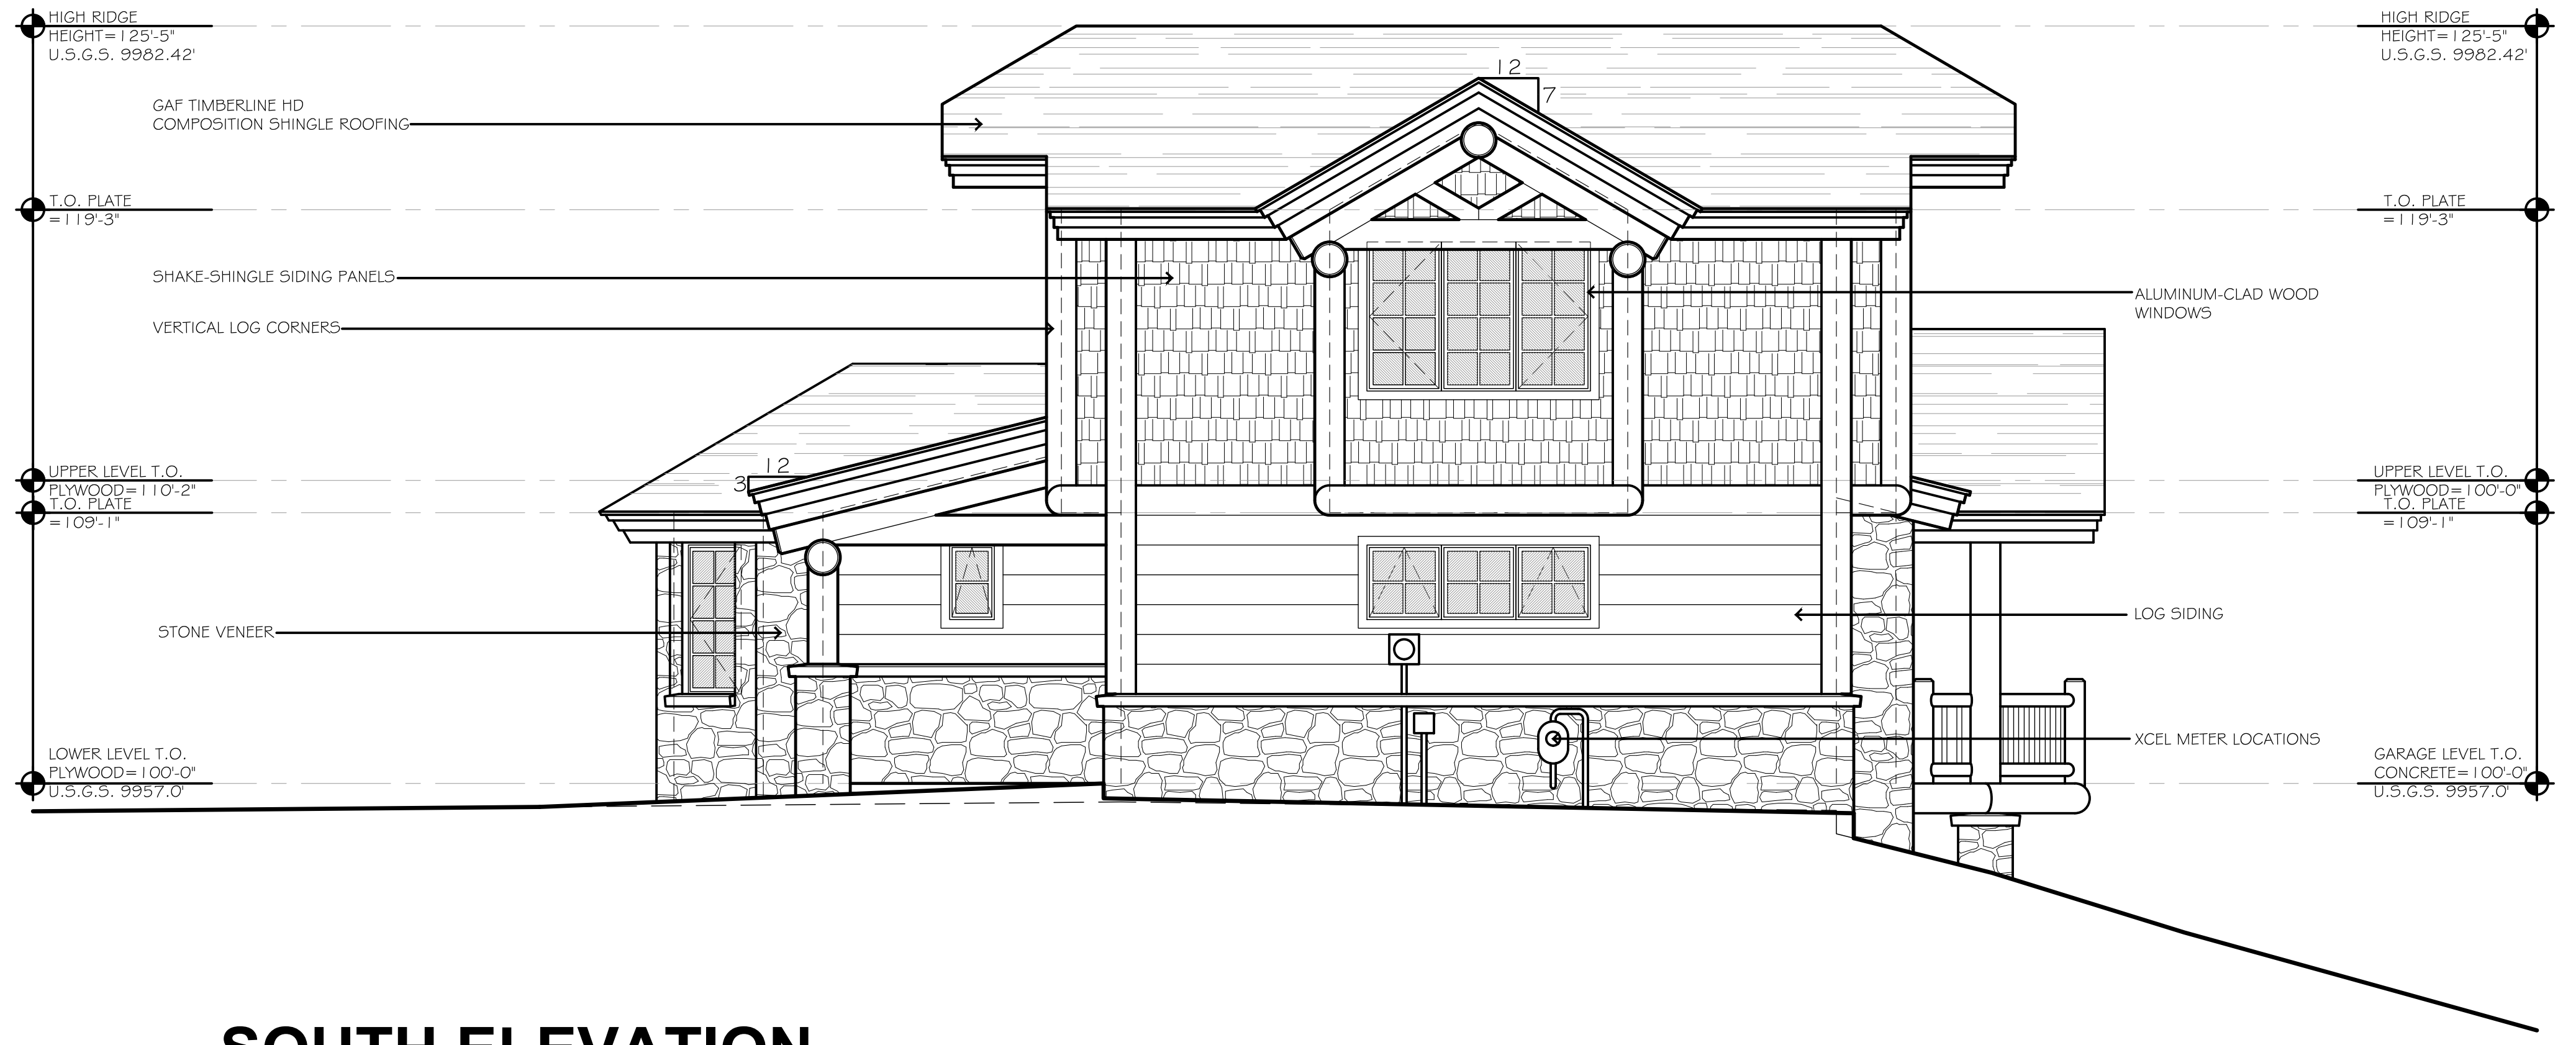 HIGH RIDGE
HEIGHT=125'-5"
U.S.G.S. 9982.42'
GAF TIMBERLINE HD
COMPOSITION SHINGLE ROOFING
T.O. PLATE
=119'-3"
SHAKE-SHINGLE SIDING PANELS
VERTICAL LOG CORNERS
UPPER LEVEL T.O.
PLYWOOD=110'-2"
T.O. PLATE
=109'-1"
STONE VENEER
LOWER LEVEL T.O.
PLYWOOD=100'-0"
U.S.G.S. 9957.0'
12
7
12
3
HIGH RIDGE
HEIGHT=125'-5"
U.S.G.S. 9982.42'
T.O. PLATE
=119'-3"
ALUMINUM-CLAD WOOD
WINDOWS
UPPER LEVEL T.O.
PLYWOOD=100'-0"
T.O. PLATE
=109'-1"
LOG SIDING
XCEL METER LOCATIONS
GARAGE LEVEL T.O.
CONCRETE=100'-0"
U.S.G.S. 9957.0'
SOUTH ELEVATION